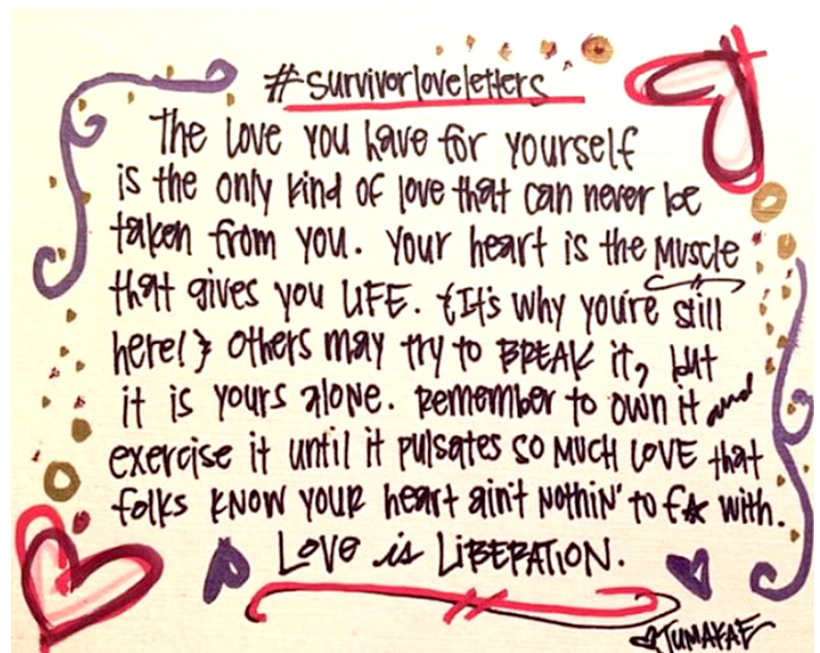 #survivorloveletters
The Love you have for yourself
is the only kind of love that can never be
taken from you. Your heart is the MUSCLE
that gives you LIFE. {It's why you're still
here!} Others may try to BREAK it, but
it is yours alone. Remember to own it and
exercise it until it pulsates so MUCH LOVE that
folks KNOW YOUR heart ain't NOTHIN' to f* with.
LOVE is LIBERATION.
TUMAKAE